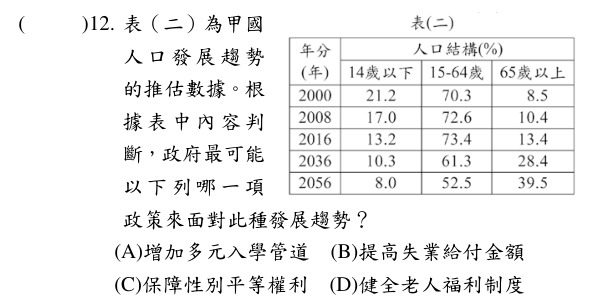 (　　)12. 表（二）為甲國
人口發展趨勢
的推估數據。根
據表中內容判
斷，政府最可能
以下列哪一項
政策來面對此種發展趨勢？
表(二)
年分(年) 人口結構(%)
14歲以下 15-64歲 65歲以上
2000 21.2 70.3 8.5
2008 17.0 72.6 10.4
2016 13.2 73.4 13.4
2036 10.3 61.3 28.4
2056 8.0 52.5 39.5
(A)增加多元入學管道 (B)提高失業給付金額
(C)保障性別平等權利 (D)健全老人福利制度